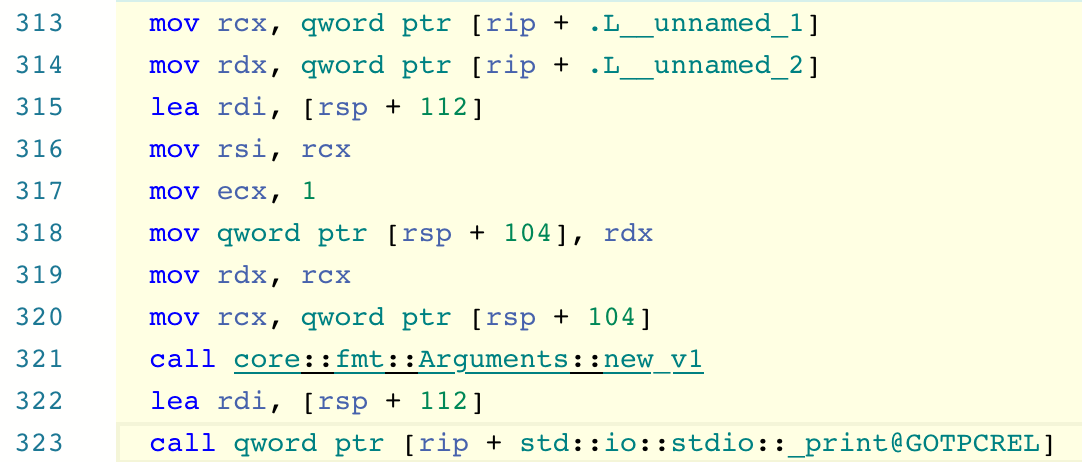 313 mov rcx, qword ptr [rip + .L__unnamed_1]
314 mov rdx, qword ptr [rip + .L__unnamed_2]
315 lea rdi, [rsp + 112]
316 mov rsi, rcx
317 mov ecx, 1
318 mov qword ptr [rsp + 104], rdx
319 mov rdx, rcx
320 mov rcx, qword ptr [rsp + 104]
321 call core::fmt::Arguments::new_v1
322 lea rdi, [rsp + 112]
323 call qword ptr [rip + std::io::stdio::_print@GOTPCREL]